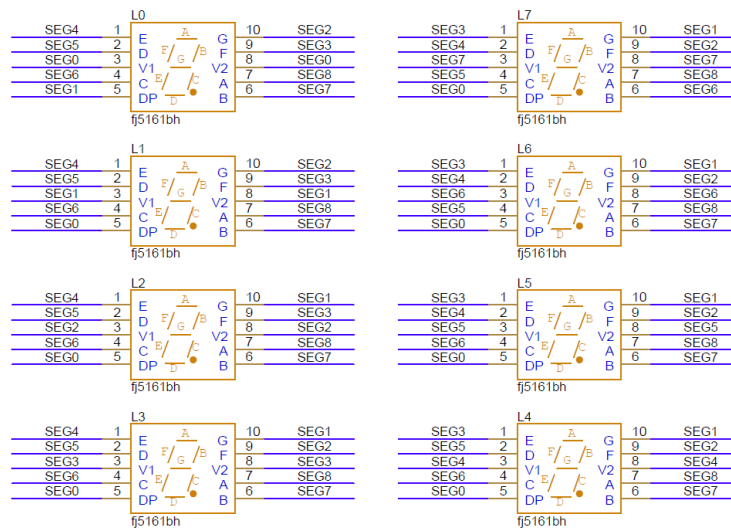 L0
SEG4 1 E A G 10 SEG2
SEG5 2 D F B F 9 SEG3
SEG0 3 V1 G V2 8 SEG0
SEG6 4 C E C A 7 SEG8
SEG1 5 DP D B 6 SEG7
fj5161bh
L7
SEG3 1 E A G 10 SEG1
SEG4 2 D F B F 9 SEG2
SEG7 3 V1 G V2 8 SEG7
SEG5 4 C E C A 7 SEG8
SEG0 5 DP D B 6 SEG6
fj5161bh
L1
SEG4 1 E A G 10 SEG2
SEG5 2 D F B F 9 SEG3
SEG1 3 V1 G V2 8 SEG1
SEG6 4 C E C A 7 SEG8
SEG0 5 DP D B 6 SEG7
fj5161bh
L6
SEG3 1 E A G 10 SEG1
SEG4 2 D F B F 9 SEG2
SEG6 3 V1 G V2 8 SEG6
SEG5 4 C E C A 7 SEG8
SEG0 5 DP D B 6 SEG7
fj5161bh
L2
SEG4 1 E A G 10 SEG1
SEG5 2 D F B F 9 SEG3
SEG2 3 V1 G V2 8 SEG2
SEG6 4 C E C A 7 SEG8
SEG0 5 DP D B 6 SEG7
fj5161bh
L5
SEG3 1 E A G 10 SEG1
SEG4 2 D F B F 9 SEG2
SEG5 3 V1 G V2 8 SEG5
SEG6 4 C E C A 7 SEG8
SEG0 5 DP D B 6 SEG7
fj5161bh
L3
SEG4 1 E A G 10 SEG1
SEG5 2 D F B F 9 SEG2
SEG3 3 V1 G V2 8 SEG3
SEG6 4 C E C A 7 SEG8
SEG0 5 DP D B 6 SEG7
fj5161bh
L4
SEG3 1 E A G 10 SEG1
SEG5 2 D F B F 9 SEG2
SEG4 3 V1 G V2 8 SEG4
SEG6 4 C E C A 7 SEG8
SEG0 5 DP D B 6 SEG7
fj5161bh